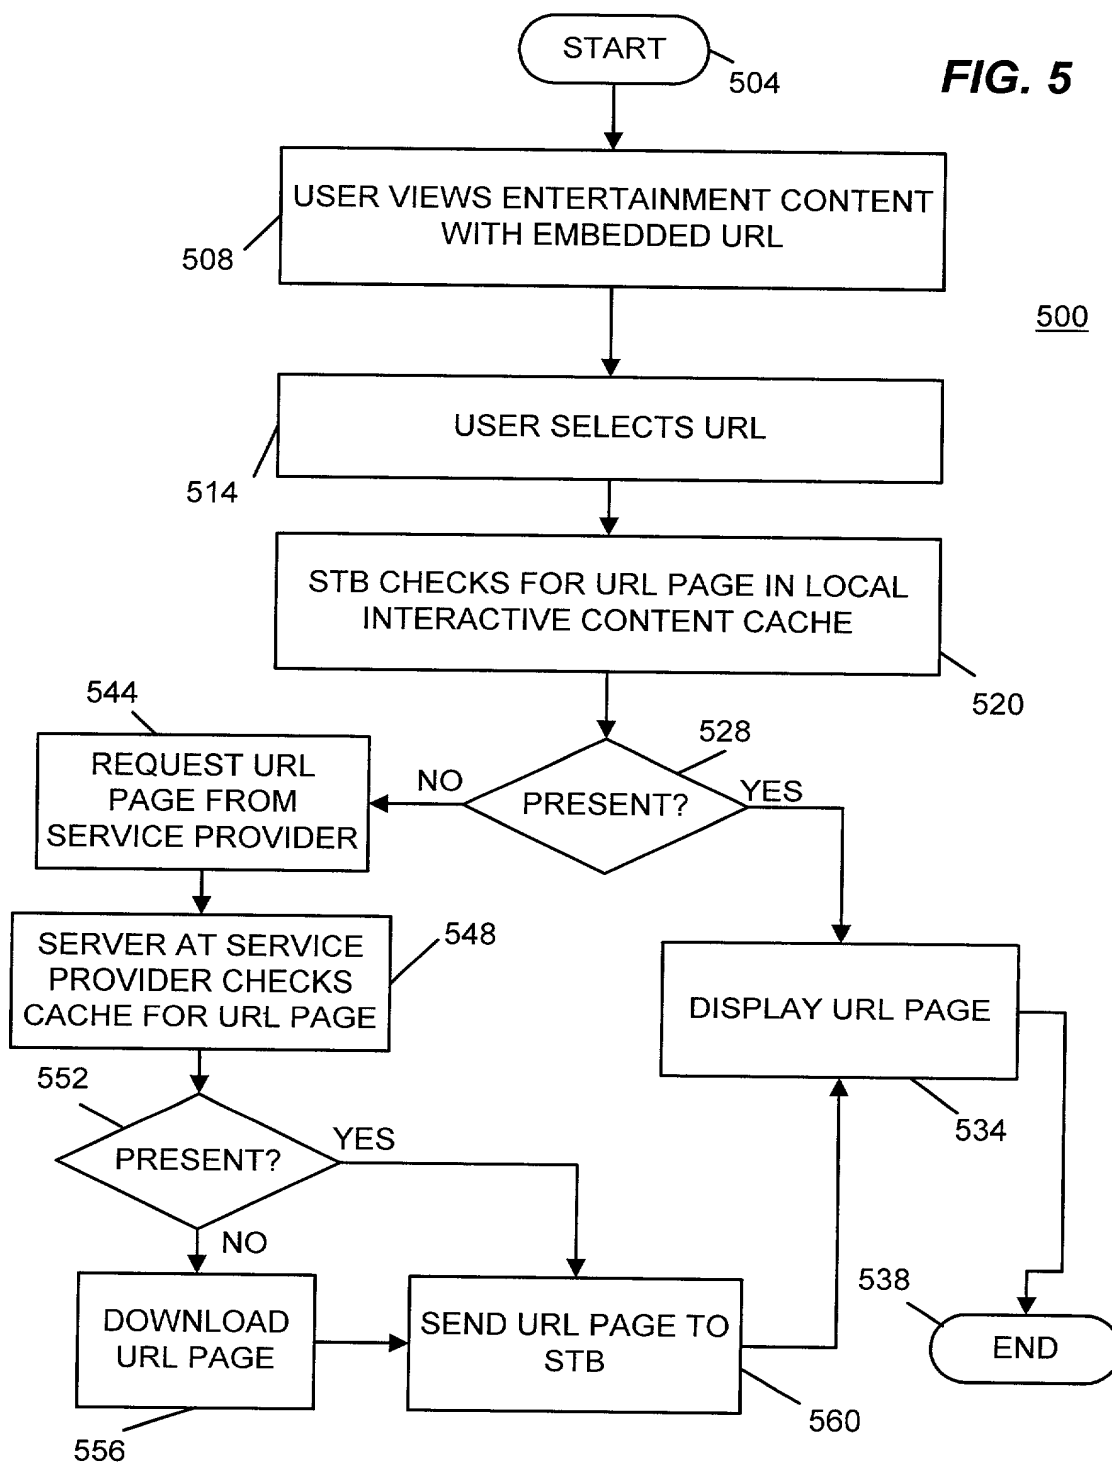 START
504
FIG. 5
USER VIEWS ENTERTAINMENT CONTENT
WITH EMBEDDED URL
508
500
USER SELECTS URL
514
STB CHECKS FOR URL PAGE IN LOCAL
INTERACTIVE CONTENT CACHE
520
544
528
REQUEST URL
PAGE FROM
SERVICE PROVIDER
NO
PRESENT?
YES
SERVER AT SERVICE
PROVIDER CHECKS
CACHE FOR URL PAGE
548
DISPLAY URL PAGE
534
552
PRESENT?
YES
NO
DOWNLOAD
URL PAGE
556
SEND URL PAGE TO
STB
560
538
END